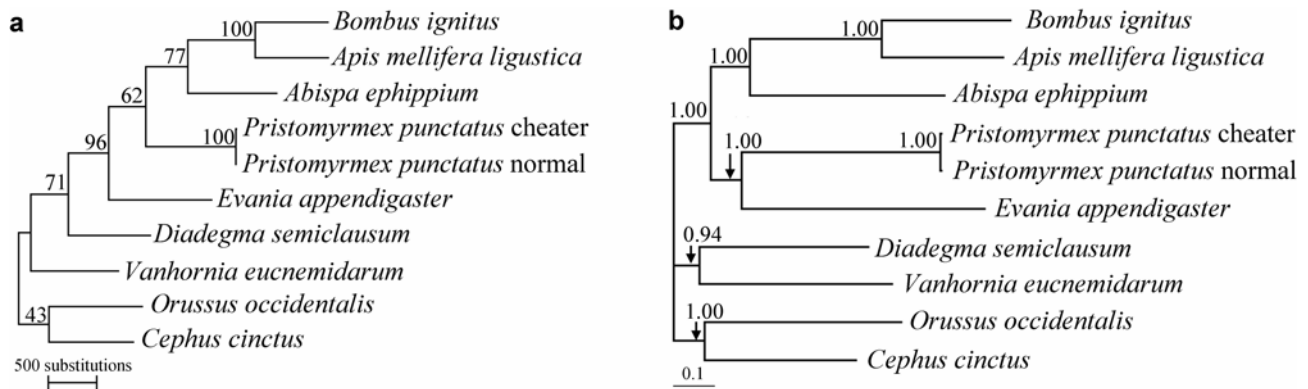 a
100
Bombus ignitus
77
Apis mellifera ligustica
62
Abispa ephippium
96
100
Pristomyrmex punctatus cheater
Pristomyrmex punctatus normal
71
Evania appendigaster
Diadegma semiclausum
Vanhornia eucnemidarum
43
Orussus occidentalis
Cephus cinctus
500 substitutions
b
1.00
Bombus ignitus
1.00
Apis mellifera ligustica
Abispa ephippium
1.00
1.00
1.00
Pristomyrmex punctatus cheater
Pristomyrmex punctatus normal
Evania appendigaster
0.94
Diadegma semiclausum
Vanhornia eucnemidarum
1.00
Orussus occidentalis
Cephus cinctus
0.1